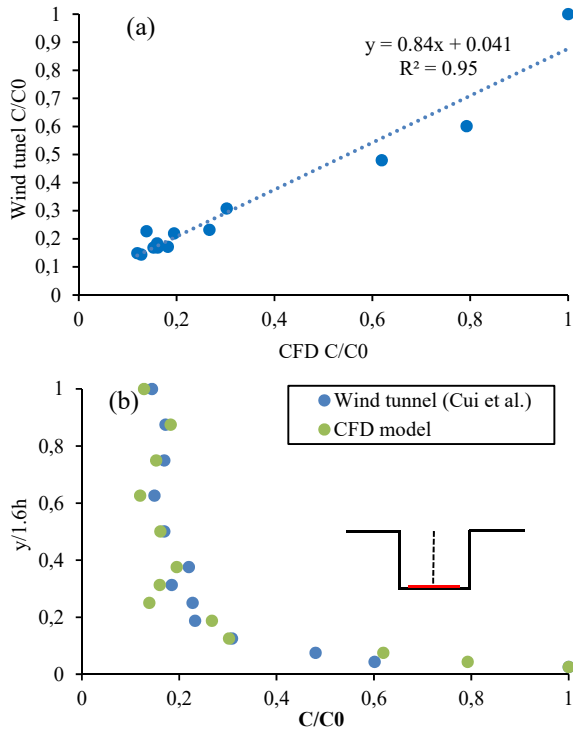 (a)
y = 0.84x + 0.041
R² = 0.95
Wind tunel C/C0
1
0,9
0,8
0,7
0,6
0,5
0,4
0,3
0,2
0,1
0
0
0,2
0,4
0,6
0,8
1
CFD C/C0
(b)
Wind tunnel (Cui et al.)
CFD model
y/1.6h
1
0,8
0,6
0,4
0,2
0
0
0,2
0,4
0,6
0,8
1
C/C0